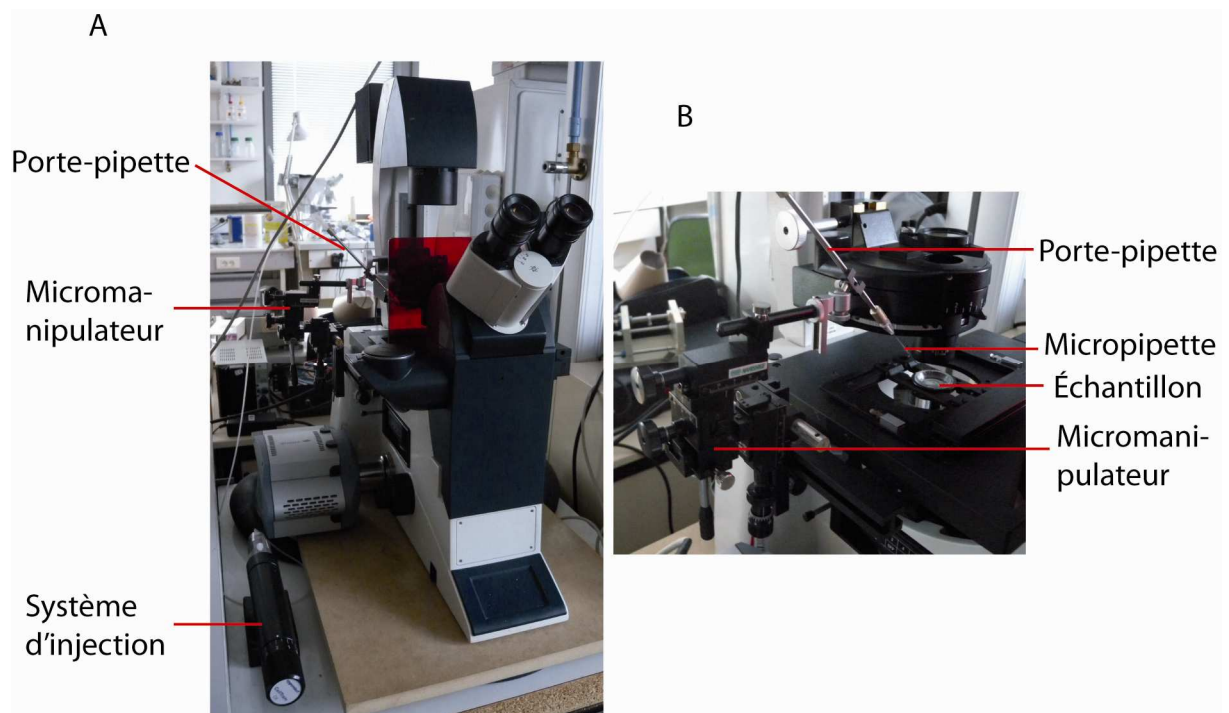 A
Porte-pipette
Microma-
nipulateur
Système
d'injection
B
Porte-pipette
Micropipette
Échantillon
Micromani-
pulateur